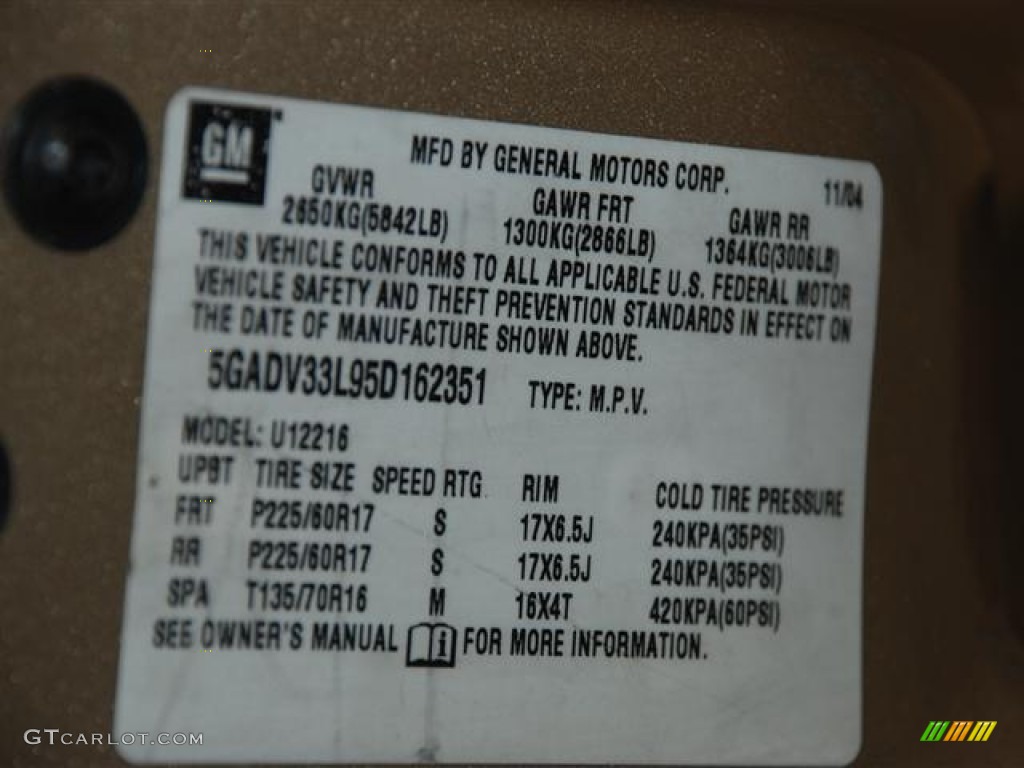 GM
MFD BY GENERAL MOTORS CORP. 11/04
GVWR GAWR FRT GAWR RR
2650KG(5842LB) 1300KG(2866LB) 1364KG(3006LB)
THIS VEHICLE CONFORMS TO ALL APPLICABLE U.S. FEDERAL MOTOR
VEHICLE SAFETY AND THEFT PREVENTION STANDARDS IN EFFECT ON
THE DATE OF MANUFACTURE SHOWN ABOVE.
5GADV33L95D162351 TYPE: M.P.V.
MODEL: U12216
UPBT TIRE SIZE SPEED RTG RIM COLD TIRE PRESSURE
FRT P225/60R17 S 17X6.5J 240KPA(35PSI)
RR P225/60R17 S 17X6.5J 240KPA(35PSI)
SPA T135/70R16 M 16X4T 420KPA(60PSI)
SEE OWNER'S MANUAL i FOR MORE INFORMATION.
GTCARLOT.COM